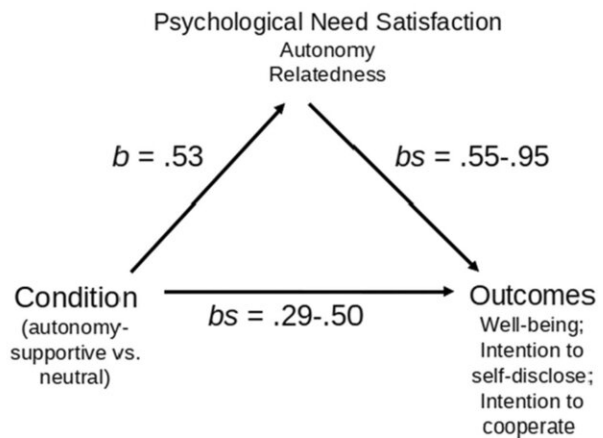 Psychological Need Satisfaction
Autonomy
Relatedness
b = .53
bs = .55-.95
Condition
(autonomy-
supportive vs.
neutral)
bs = .29-.50
Outcomes
Well-being;
Intention to
self-disclose;
Intention to
cooperate